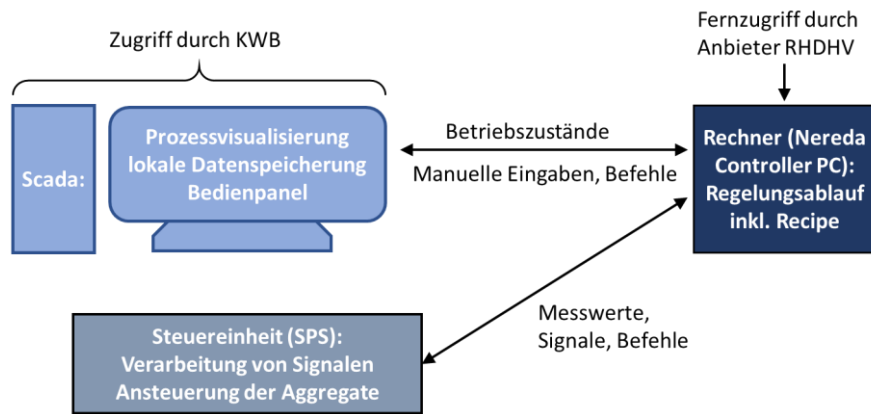 Zugriff durch KWB
Fernzugriff durch
Anbieter RHDHV
Scada:
Prozessvisualisierung
lokale Datenspeicherung
Bedienpanel
Betriebszustände
Manuelle Eingaben, Befehle
Rechner (Nereda
Controller PC):
Regelungsablauf
inkl. Recipe
Messwerte,
Signale, Befehle
Steuereinheit (SPS):
Verarbeitung von Signalen
Ansteuerung der Aggregate